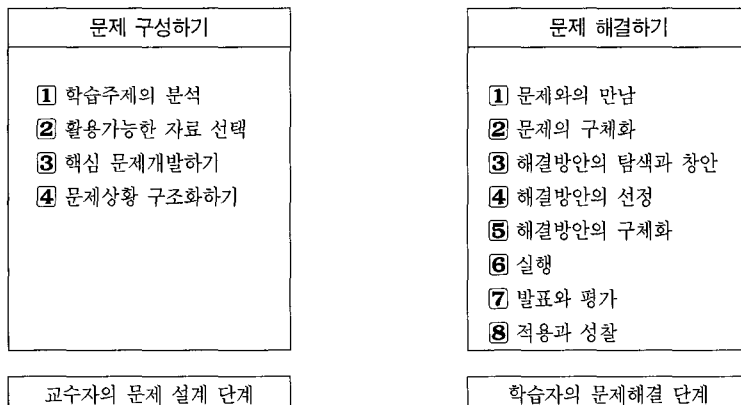 문제 구성하기
1 학습주제의 분석
2 활용가능한 자료 선택
3 핵심 문제개발하기
4 문제상황 구조화하기
교수자의 문제 설계 단계
문제 해결하기
1 문제와의 만남
2 문제의 구체화
3 해결방안의 탐색과 창안
4 해결방안의 선정
5 해결방안의 구체화
6 실행
7 발표와 평가
8 적용과 성찰
학습자의 문제해결 단계